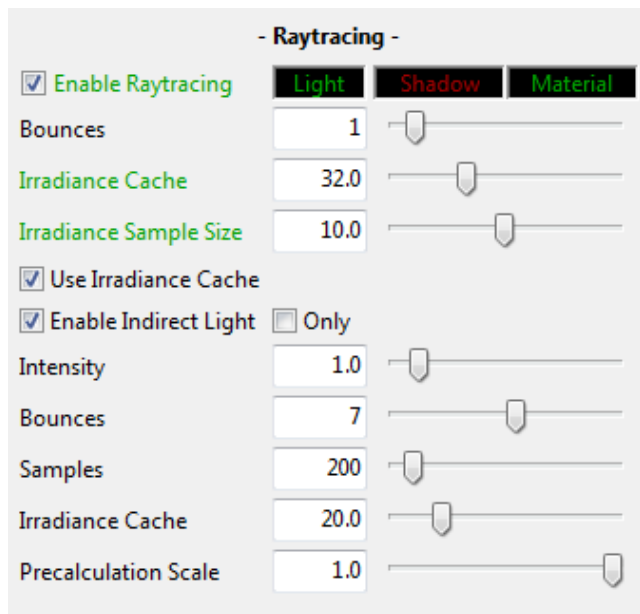 - Raytracing -
Enable Raytracing Light Shadow Material
Bounces 1
Irradiance Cache 32.0
Irradiance Sample Size 10.0
Use Irradiance Cache
Enable Indirect Light Only
Intensity 1.0
Bounces 7
Samples 200
Irradiance Cache 20.0
Precalculation Scale 1.0